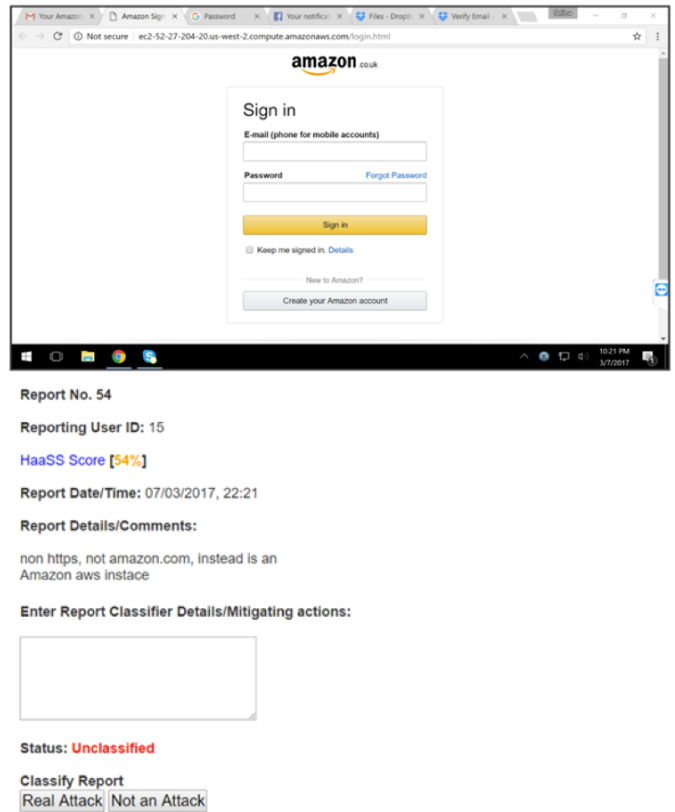 Your Amazon
Amazon Sign
Password
Your notificat
Files - Dropb
Verify Email -
Not secure | ec2-52-27-204-20.us-west-2.compute.amazonaws.com/login.html
amazon.co.uk
Sign in
E-mail (phone for mobile accounts)
Password Forgot Password
Sign in
Keep me signed in. Details
New to Amazon?
Create your Amazon account
10:21 PM
3/7/2017
Report No. 54
Reporting User ID: 15
HaaSS Score [54%]
Report Date/Time: 07/03/2017, 22:21
Report Details/Comments:
non https, not amazon.com, instead is an
Amazon aws instace
Enter Report Classifier Details/Mitigating actions:
Status: Unclassified
Classify Report
Real Attack Not an Attack